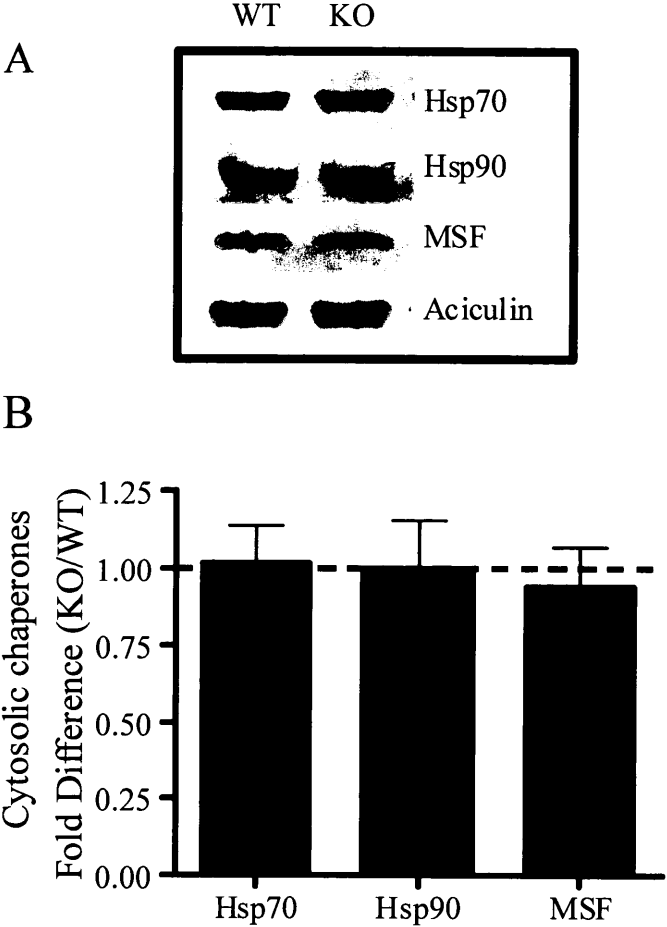 WT KO
A
Hsp70
Hsp90
MSF
Aciculin
B
Cytosolic chaperones
Fold Difference (KO/WT)
1.25
1.00
0.75
0.50
0.25
0.00
Hsp70 Hsp90 MSF